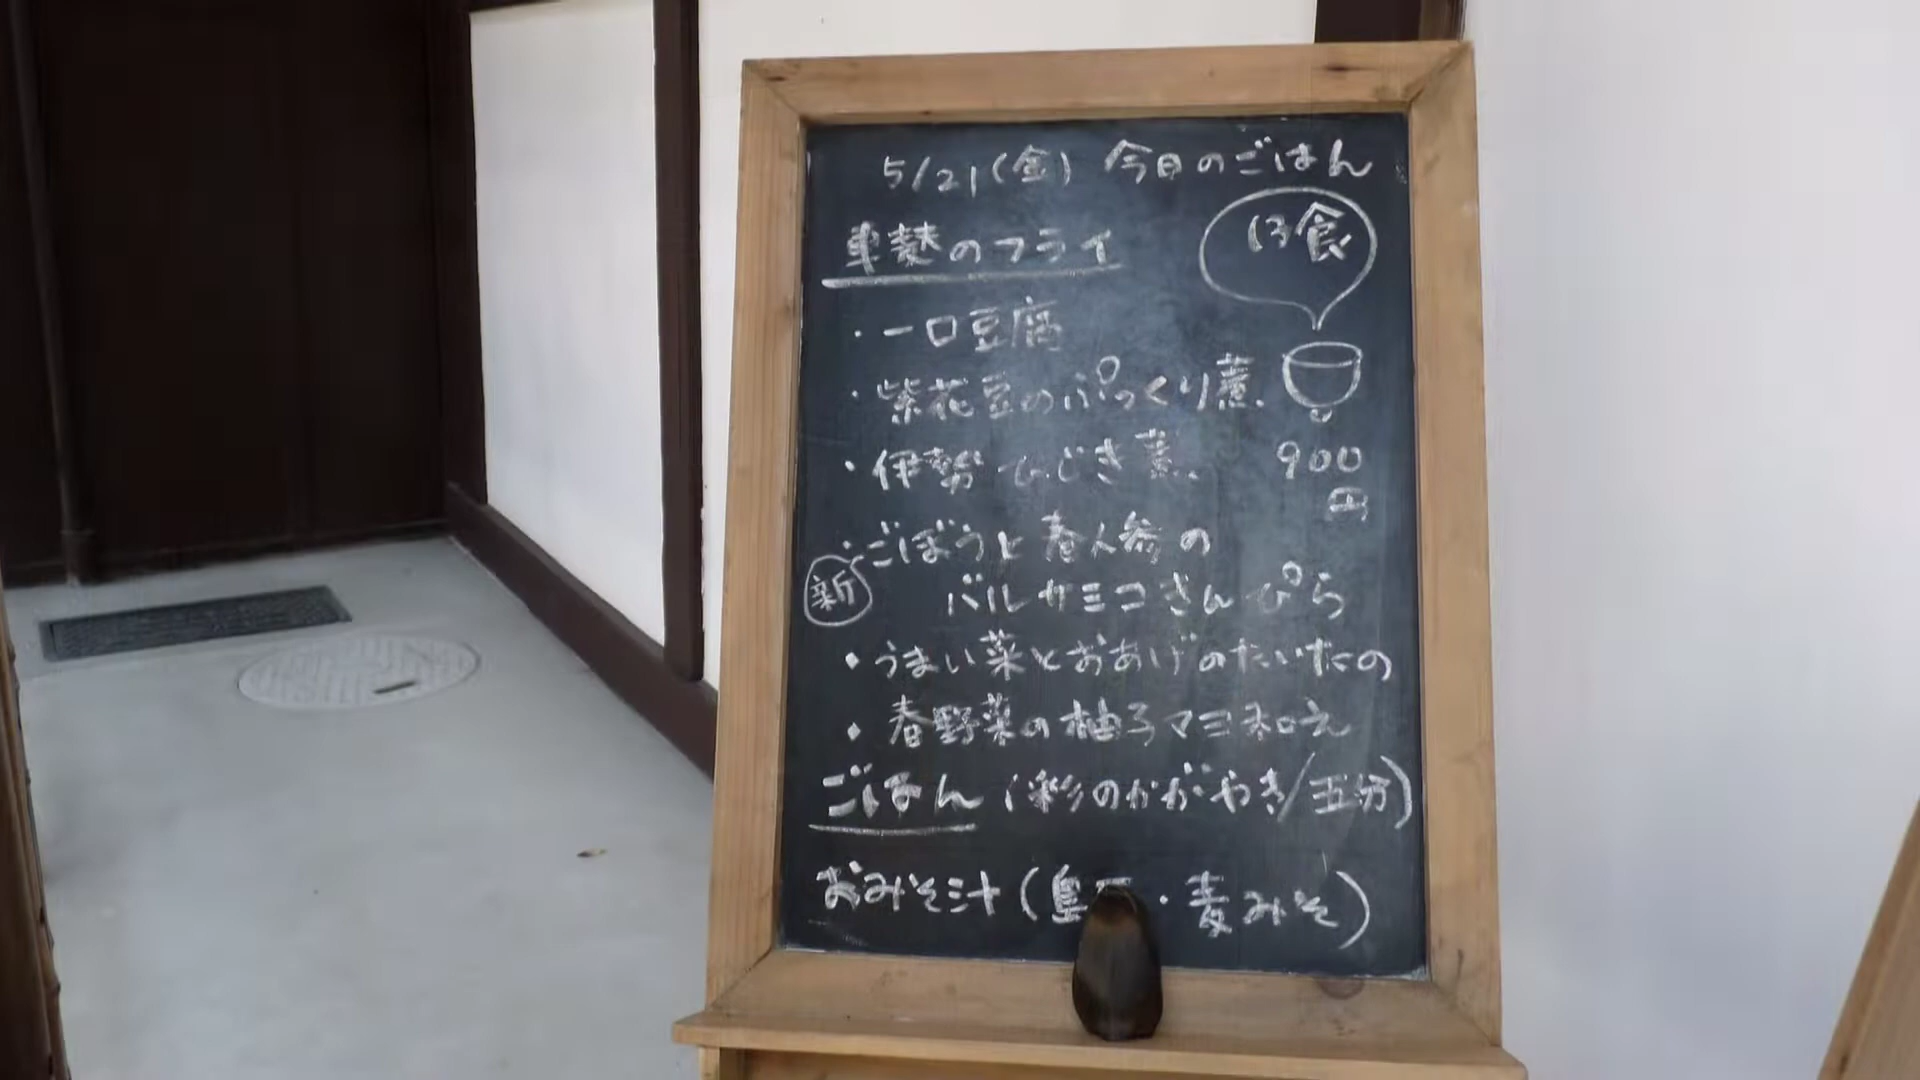 5/21(金) 今日のごはん
車麩のフライ
13食
・一口豆腐
・紫花豆のぷっくり煮
・伊勢ひじき煮
900
円
・ごぼうと春人参の
新
バルサミコきんぴら
・うまい菜とおあげのたいたの
・春野菜の柚子マヨ和え
ごはん(彩のかがやき/五分)
おみそ汁( ・麦みそ)